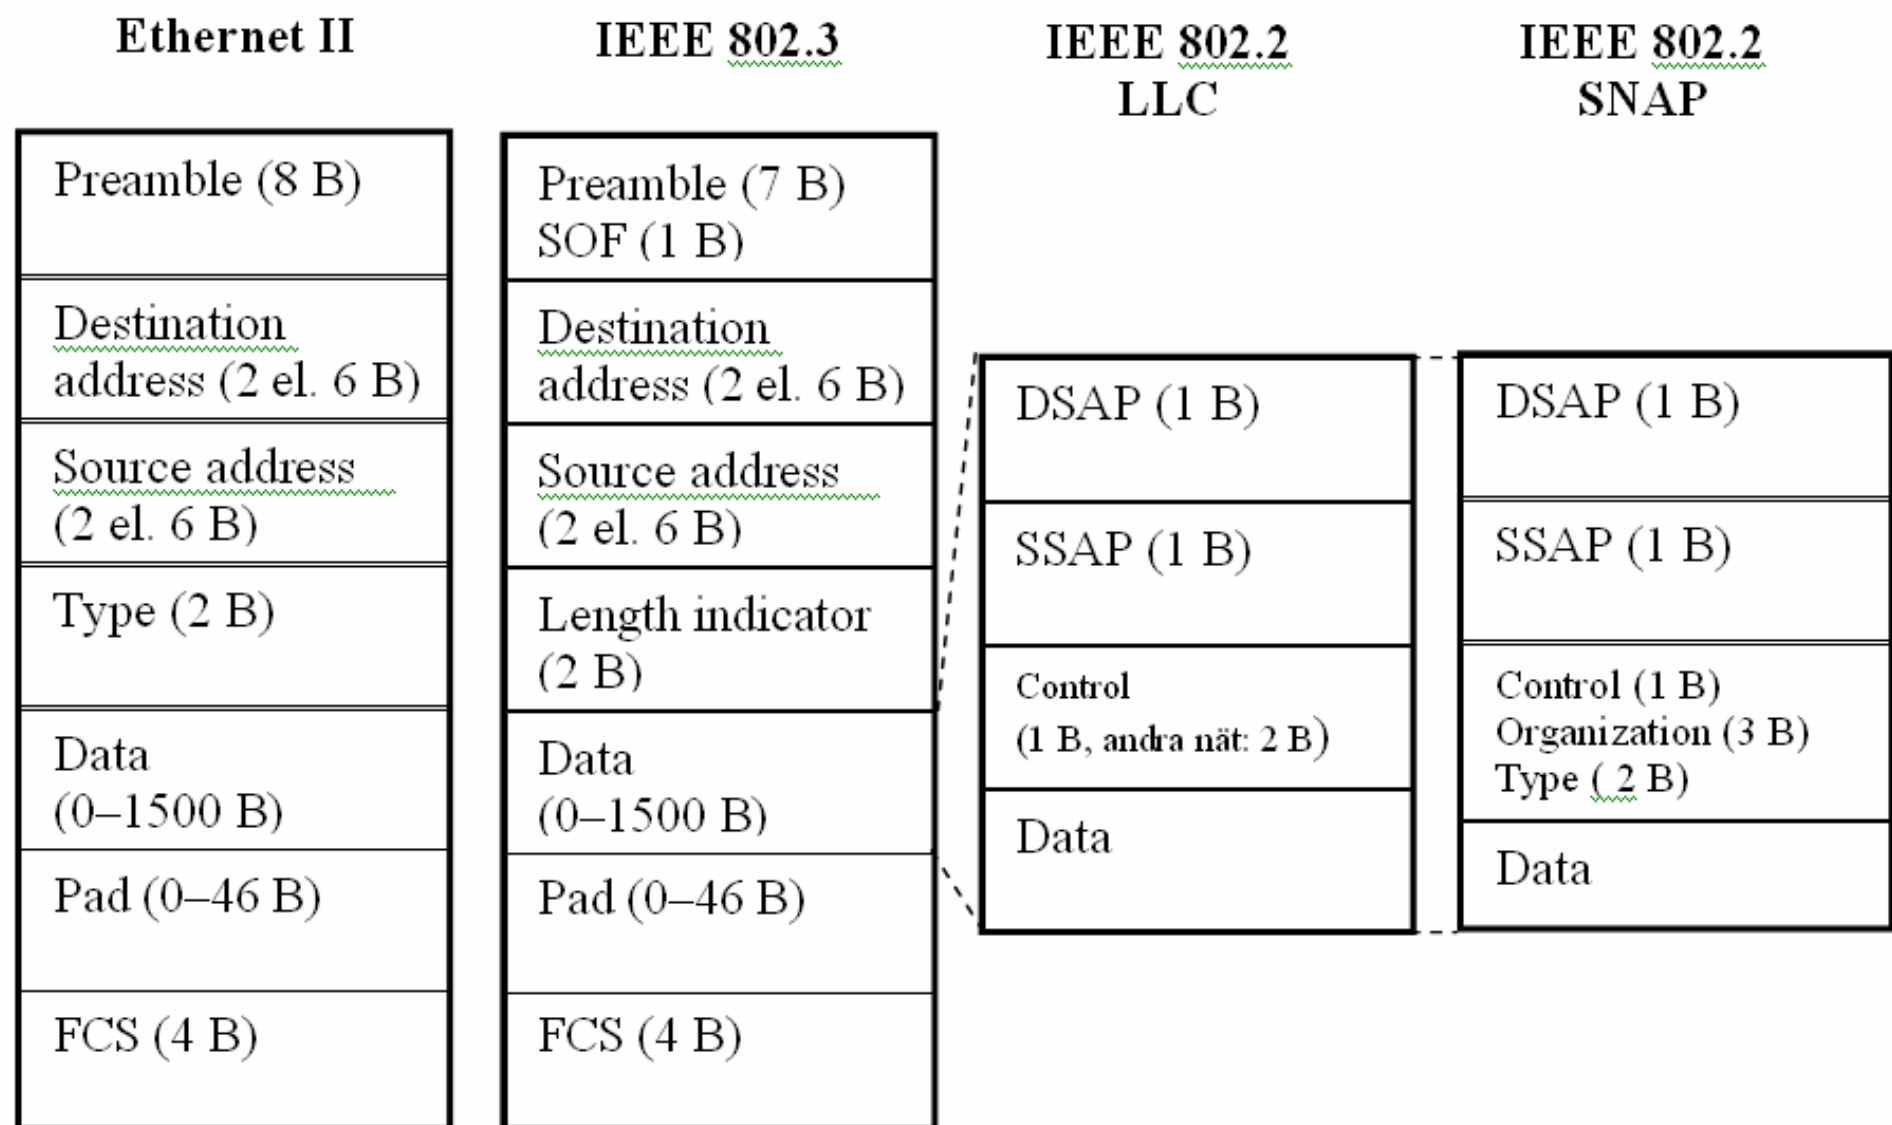 Ethernet II
Preamble (8 B)
Destination
address (2 el. 6 B)
Source address
(2 el. 6 B)
Type (2 B)
Data
(0–1500 B)
Pad (0–46 B)
FCS (4 B)
IEEE 802.3
Preamble (7 B)
SOF (1 B)
Destination
address (2 el. 6 B)
Source address
(2 el. 6 B)
Length indicator
(2 B)
Data
(0–1500 B)
Pad (0–46 B)
FCS (4 B)
IEEE 802.2
LLC
DSAP (1 B)
SSAP (1 B)
Control
(1 B, andra nät: 2 B)
Data
IEEE 802.2
SNAP
DSAP (1 B)
SSAP (1 B)
Control (1 B)
Organization (3 B)
Type ( 2 B)
Data